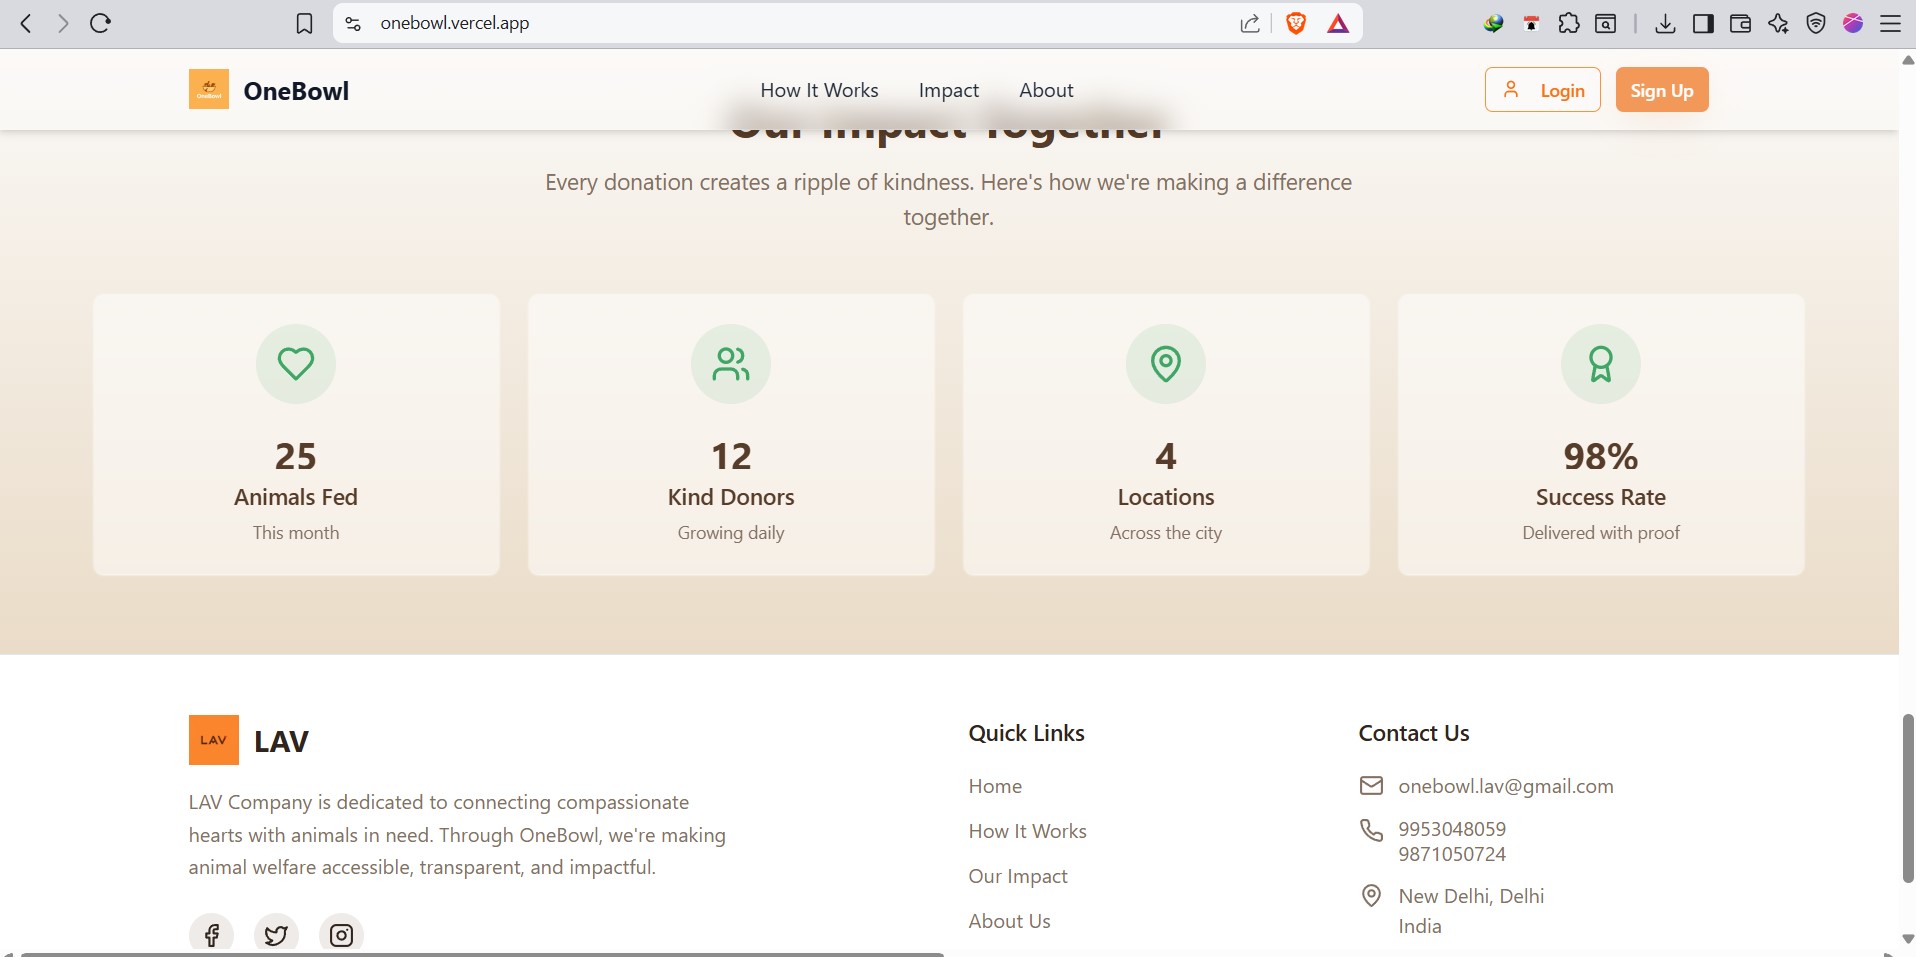 onebowl.vercel.app
OneBowl
How It Works
Impact
About
Login
Sign Up
Our Impact Together
Every donation creates a ripple of kindness. Here's how we're making a difference
together.
25
Animals Fed
This month
12
Kind Donors
Growing daily
4
Locations
Across the city
98%
Success Rate
Delivered with proof
LAV
LAV
LAV Company is dedicated to connecting compassionate
hearts with animals in need. Through OneBowl, we're making
animal welfare accessible, transparent, and impactful.
Quick Links
Home
How It Works
Our Impact
About Us
Contact Us
onebowl.lav@gmail.com
9953048059
9871050724
New Delhi, Delhi
India